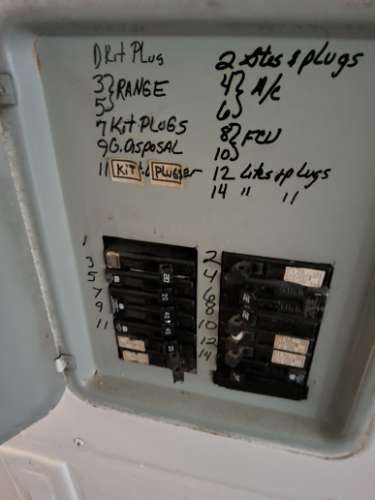 1) Kit Plug
3} RANGE
5}
7 Kit PLUGS
9 G. DISPOSAL
11 KIT PLUGS
2 Lites & plugs
4} A/c
6}
8} FCU
10}
12 Lites & plugs
14 " "
1
3
5
7
9
11
2
4
6
8
10
12
14